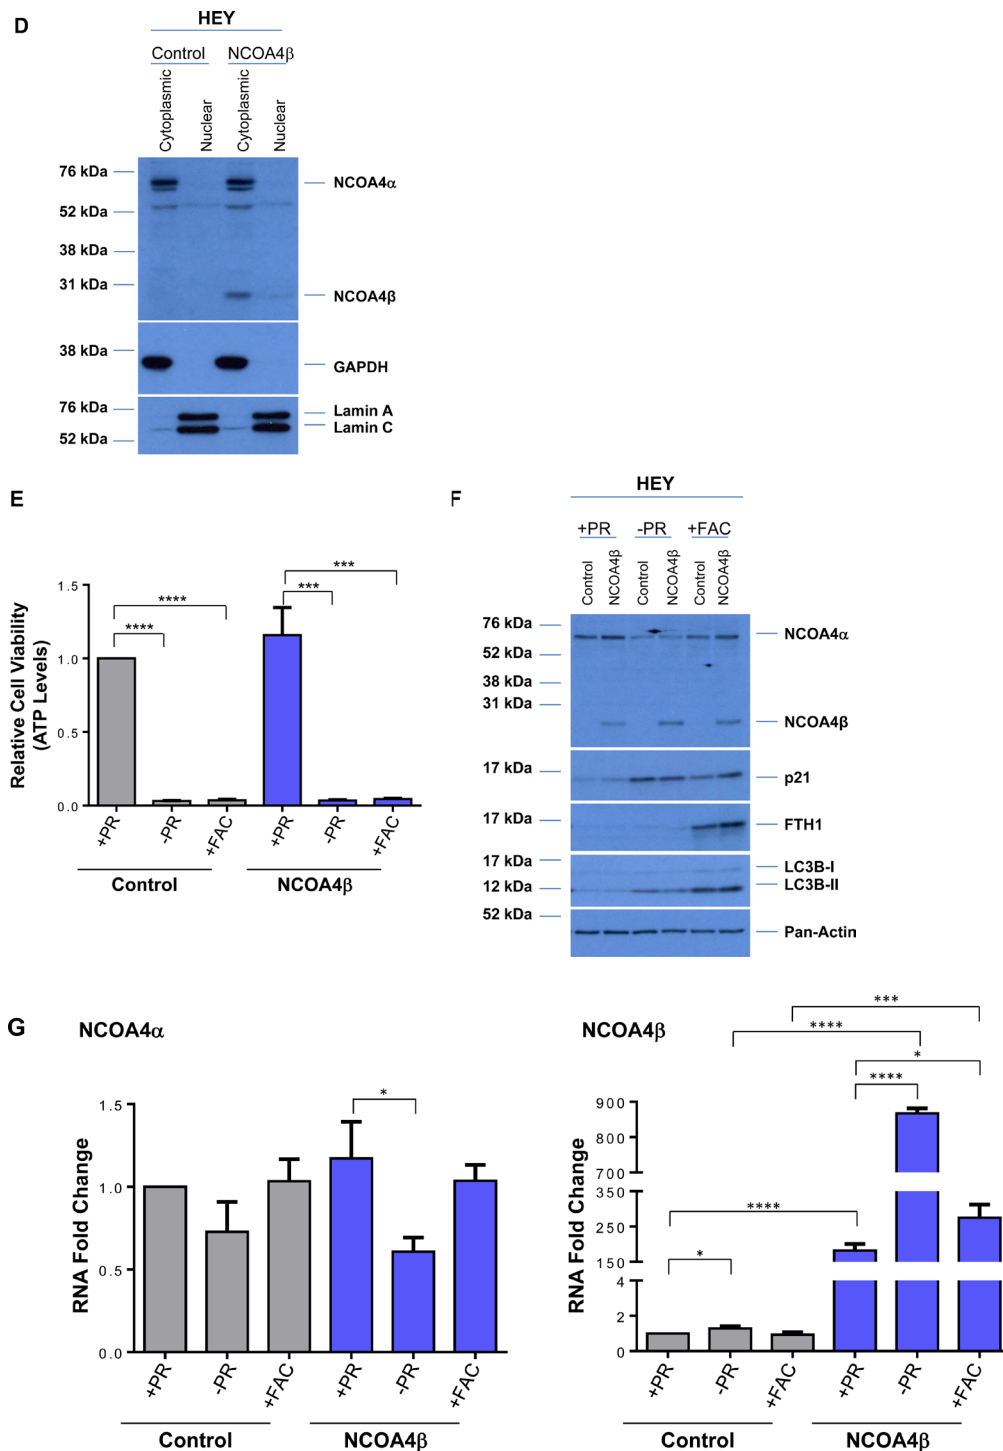 D
HEY
Control NCOA4β
Cytoplasmic
Nuclear
Cytoplasmic
Nuclear
76 kDa
NCOA4α
52 kDa
38 kDa
31 kDa
NCOA4β
38 kDa
GAPDH
76 kDa
Lamin A
Lamin C
52 kDa
E
Relative Cell Viability
(ATP Levels)
1.5
1.0
0.5
0.0
****
****
***
***
+PR
-PR
+FAC
+PR
-PR
+FAC
Control
NCOA4β
F
HEY
+PR -PR +FAC
Control
NCOA4β
Control
NCOA4β
Control
NCOA4β
76 kDa
NCOA4α
52 kDa
38 kDa
31 kDa
NCOA4β
17 kDa
p21
17 kDa
FTH1
17 kDa
LC3B-I
12 kDa
LC3B-II
52 kDa
Pan-Actin
G
NCOA4α
RNA Fold Change
1.5
1.0
0.5
0.0
*
+PR
-PR
+FAC
+PR
-PR
+FAC
Control
NCOA4β
NCOA4β
RNA Fold Change
900
800
700
350
250
150
4
2
0
***
****
*
****
****
*
+PR
-PR
+FAC
+PR
-PR
+FAC
Control
NCOA4β